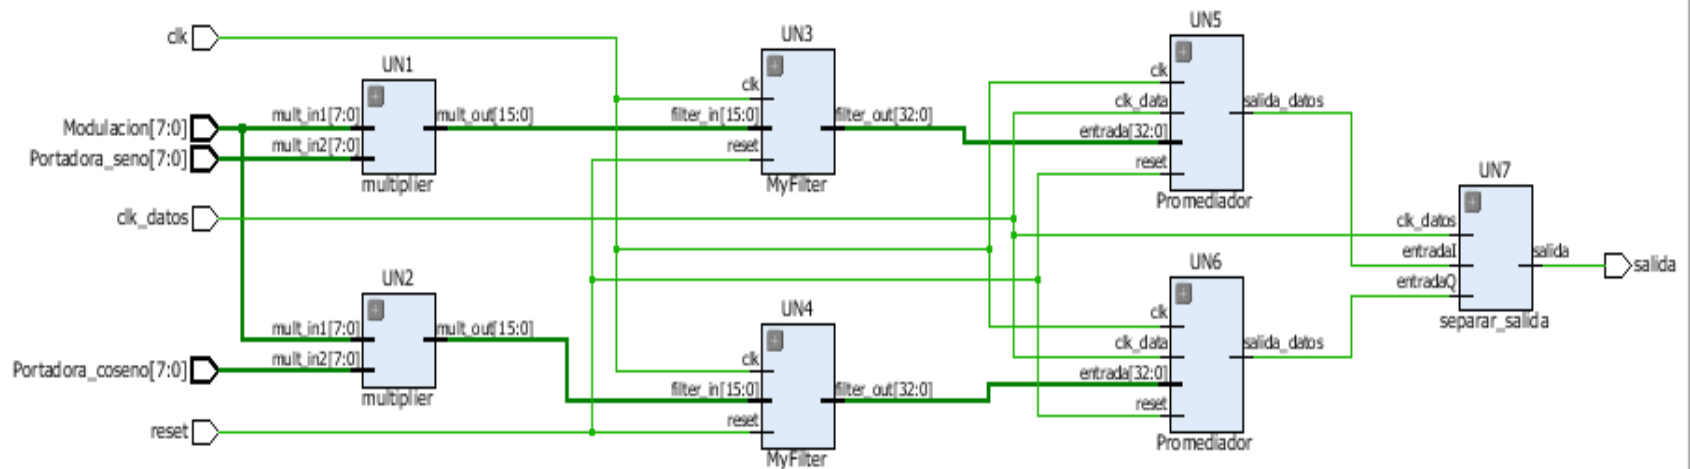 clk
Modulacion[7:0]
Portadora_seno[7:0]
clk_datos
Portadora_coseno[7:0]
reset
UN1
mult_in1[7:0]
mult_in2[7:0]
mult_out[15:0]
multiplier
UN2
mult_in1[7:0]
mult_in2[7:0]
mult_out[15:0]
multiplier
UN3
clk
filter_in[15:0]
reset
filter_out[32:0]
MyFilter
UN4
clk
filter_in[15:0]
reset
filter_out[32:0]
MyFilter
UN5
clk
clk_data
entrada[32:0]
reset
salida_datos
Promediador
UN6
clk
clk_data
entrada[32:0]
reset
salida_datos
Promediador
UN7
clk_datos
entradaI
entradaQ
salida
separar_salida
salida